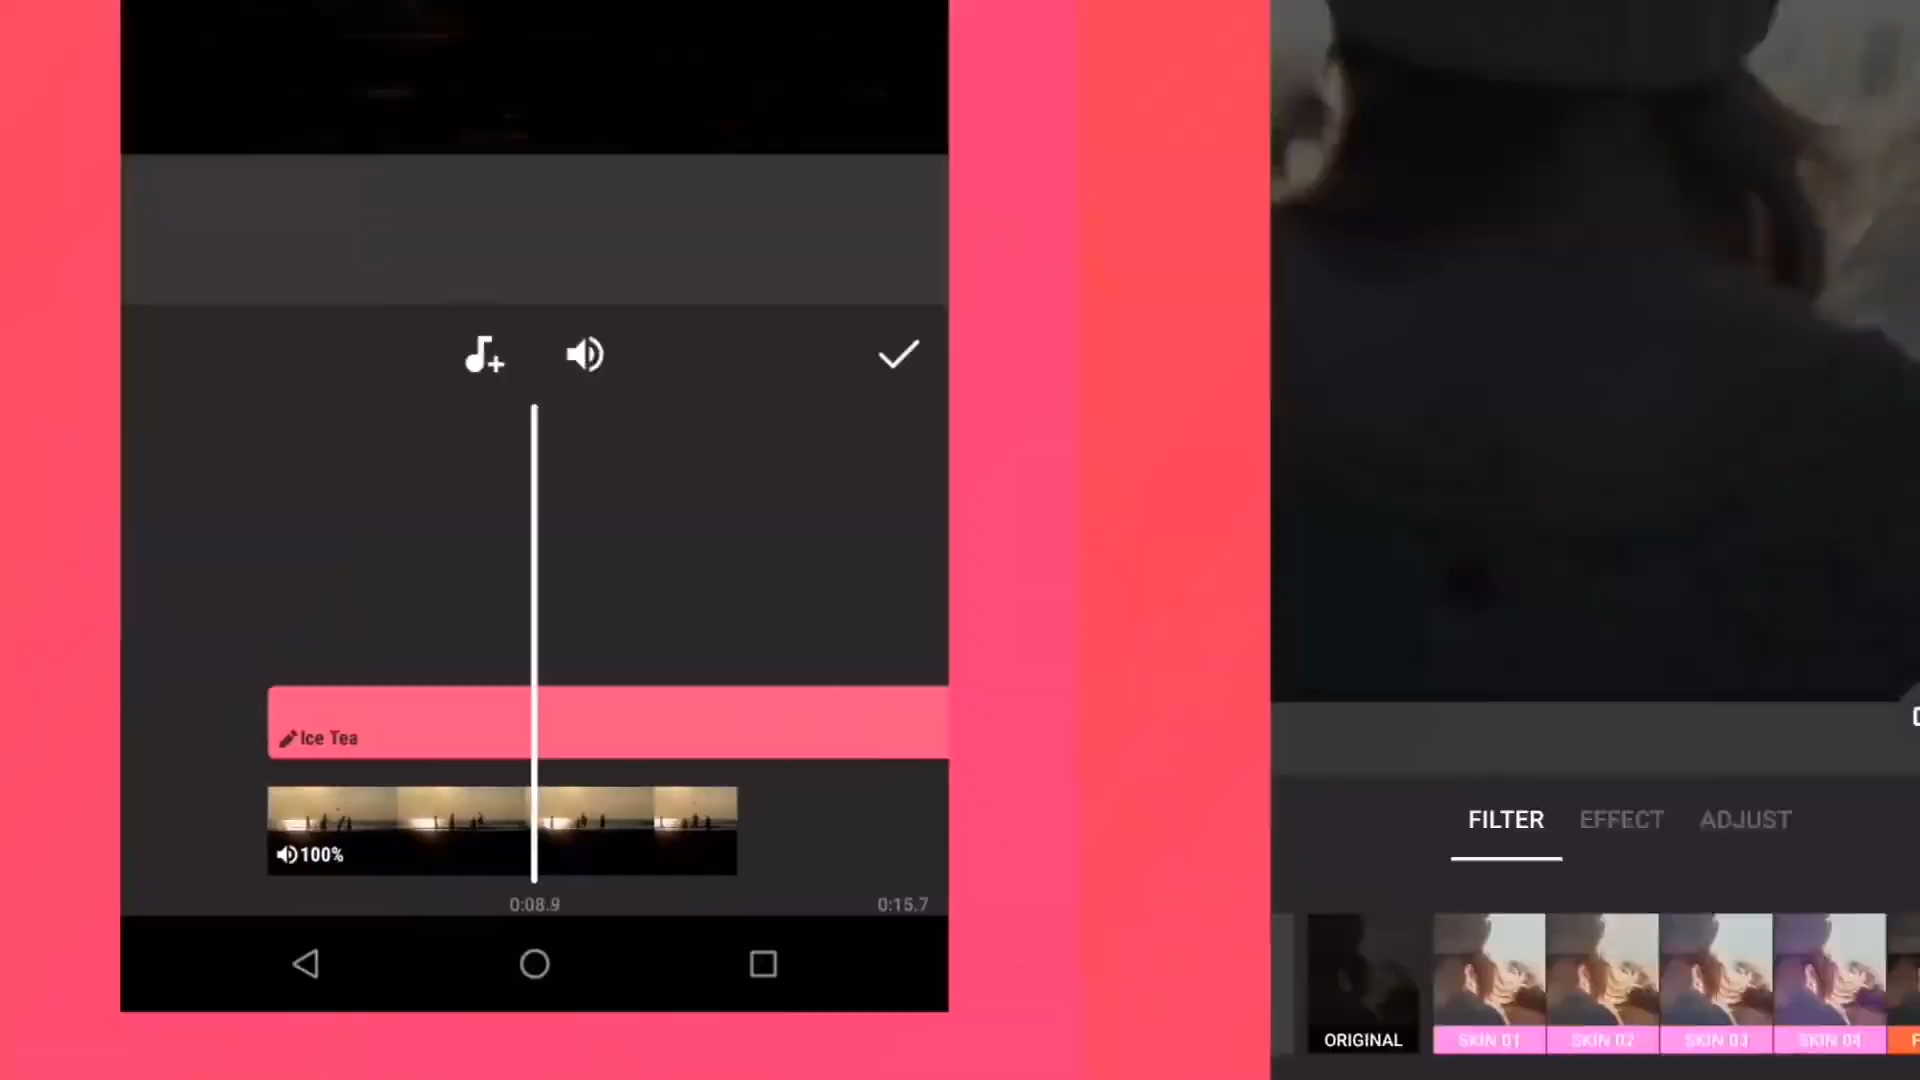 Ice Tea
100%
0:08.9
0:15.7
FILTER EFFECT ADJUST
ORIGINAL
SKIN 01
SKIN 02
SKIN 03
SKIN 04